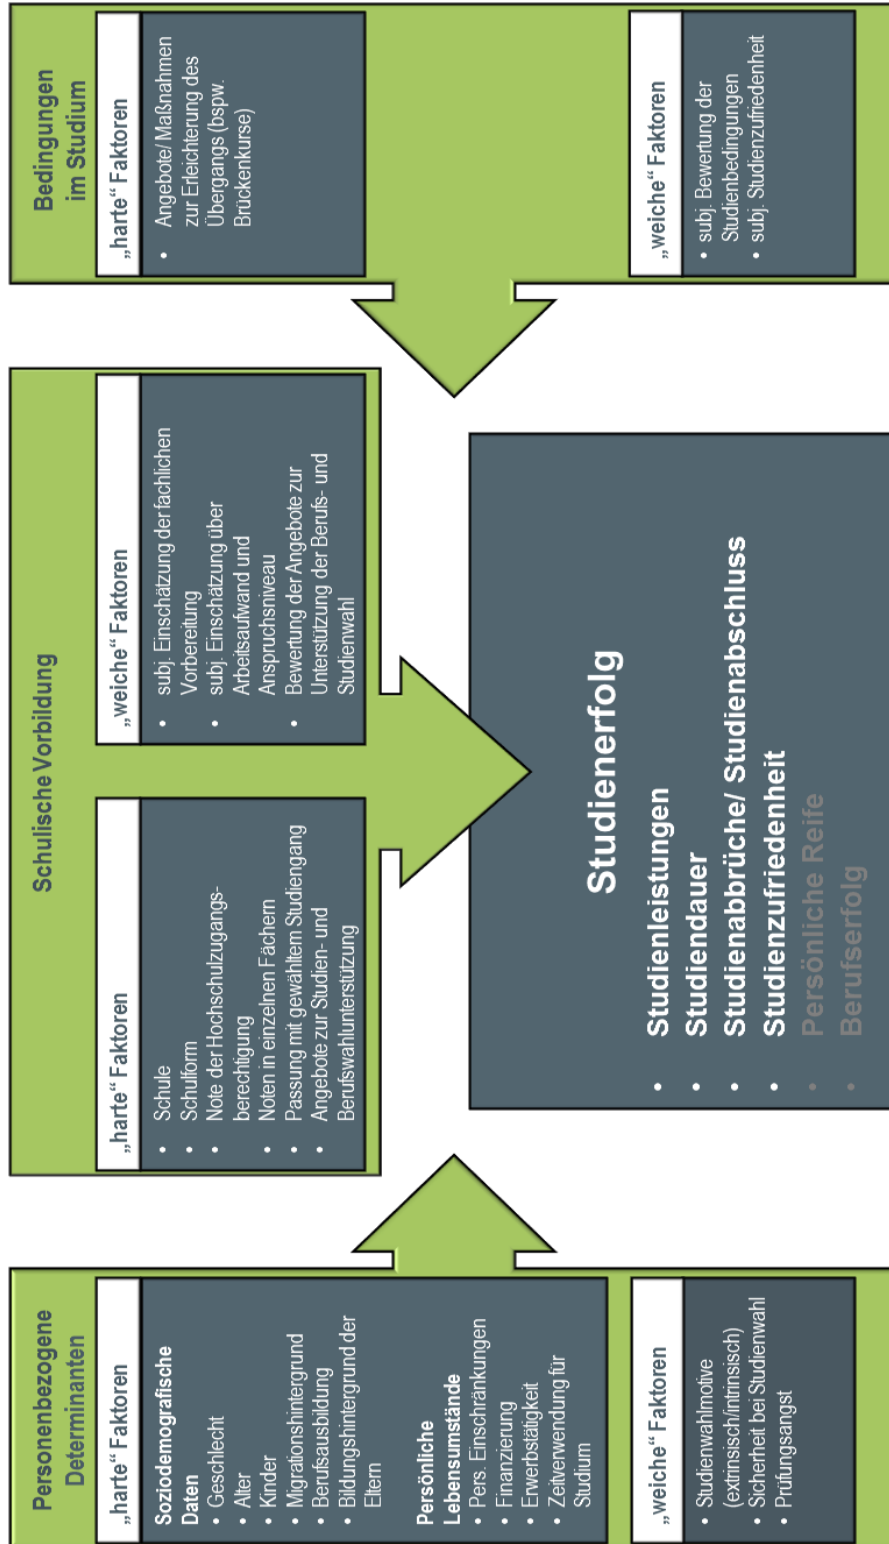 Personenbezogene
Determinanten
„harte“ Faktoren
Soziodemografische
Daten
• Geschlecht
• Alter
• Kinder
• Migrationshintergrund
• Berufsausbildung
• Bildungshintergrund der
Eltern
Persönliche
Lebensumstände
• Pers. Einschränkungen
• Finanzierung
• Erwerbstätigkeit
• Zeitverwendung für
Studium
„weiche“ Faktoren
• Studienwahlmotive
(extrinsisch/intrinsisch)
• Sicherheit bei Studienwahl
• Prüfungsangst
Schulische Vorbildung
„harte“ Faktoren
• Schule
• Schulform
• Note der Hochschulzugangs-
berechtigung
• Noten in einzelnen Fächern
• Passung mit gewähltem Studiengang
• Angebote zur Studien- und
Berufswahlunterstützung
„weiche“ Faktoren
• subj. Einschätzung der fachlichen
Vorbereitung
• subj. Einschätzung über
Arbeitsaufwand und
Anspruchsniveau
• Bewertung der Angebote zur
Unterstützung der Berufs- und
Studienwahl
Studienerfolg
• Studienleistungen
• Studiendauer
• Studienabbrüche/ Studienabschluss
• Studienzufriedenheit
• Persönliche Reife
• Berufserfolg
Bedingungen
im Studium
„harte“ Faktoren
• Angebote/ Maßnahmen
zur Erleichterung des
Übergangs (bspw.
Brückenkurse)
„weiche“ Faktoren
• subj. Bewertung der
Studienbedingungen
• subj. Studienzufriedenheit